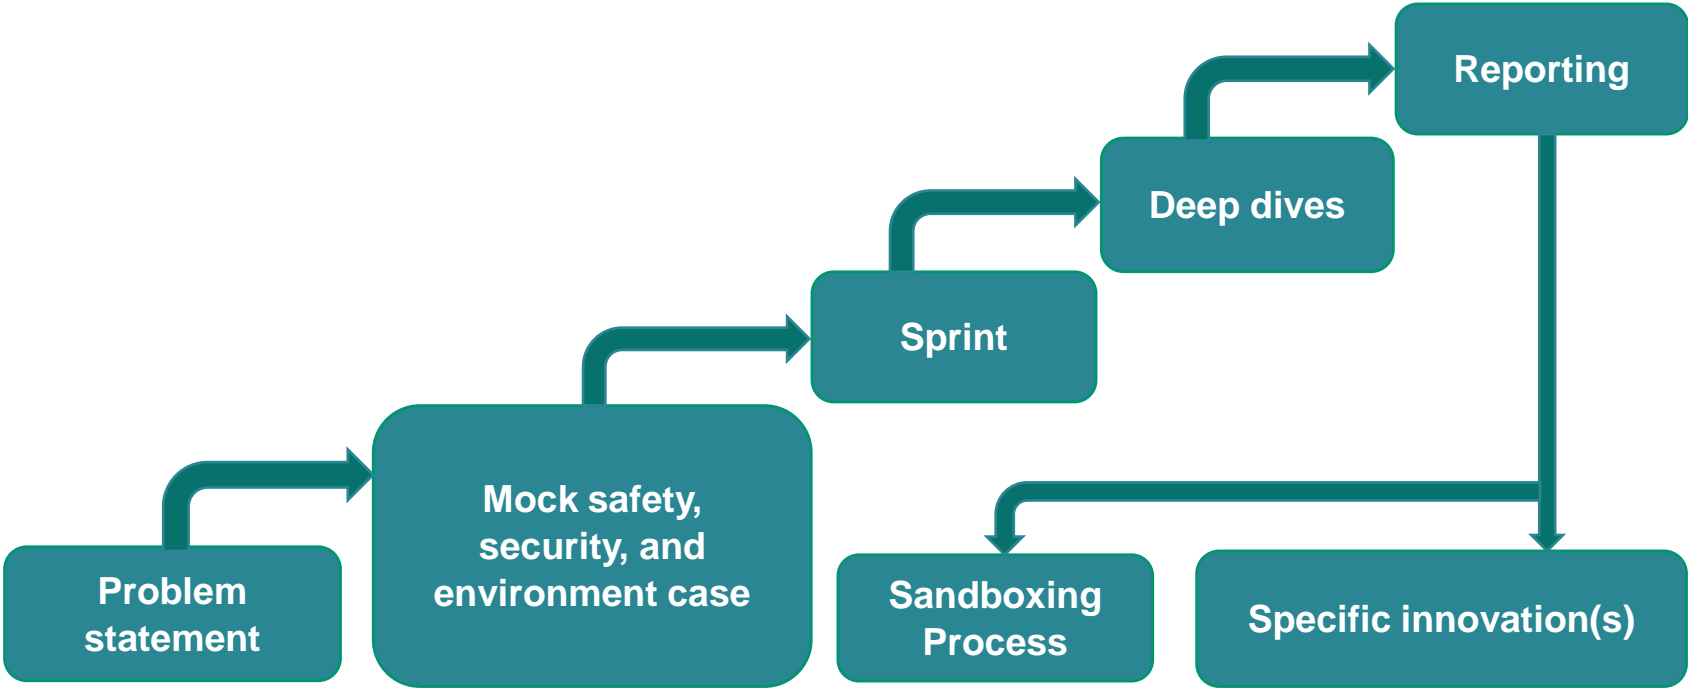 Problem
statement
Mock safety,
security, and
environment case
Sprint
Deep dives
Reporting
Sandboxing
Process
Specific innovation(s)